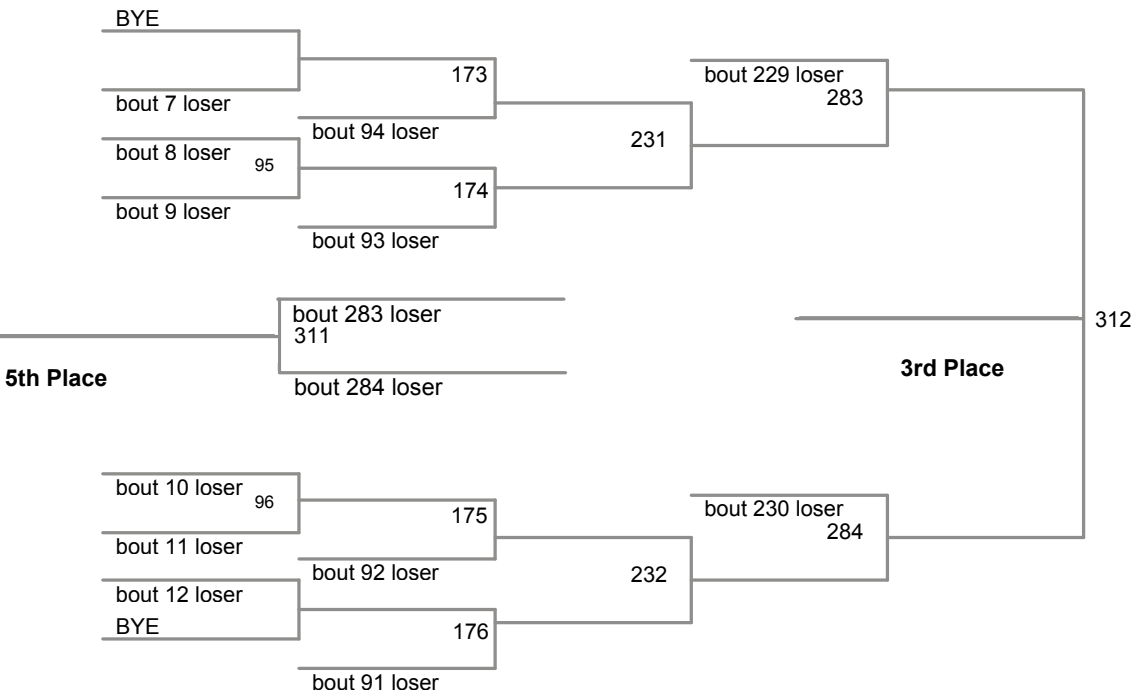 BYE
bout 7 loser
173
bout 94 loser
bout 8 loser
95
bout 9 loser
174
bout 93 loser
231
bout 229 loser
283
bout 283 loser
311
5th Place
bout 284 loser
312
3rd Place
bout 10 loser
96
bout 11 loser
175
bout 92 loser
bout 12 loser
BYE
176
bout 91 loser
232
bout 230 loser
284